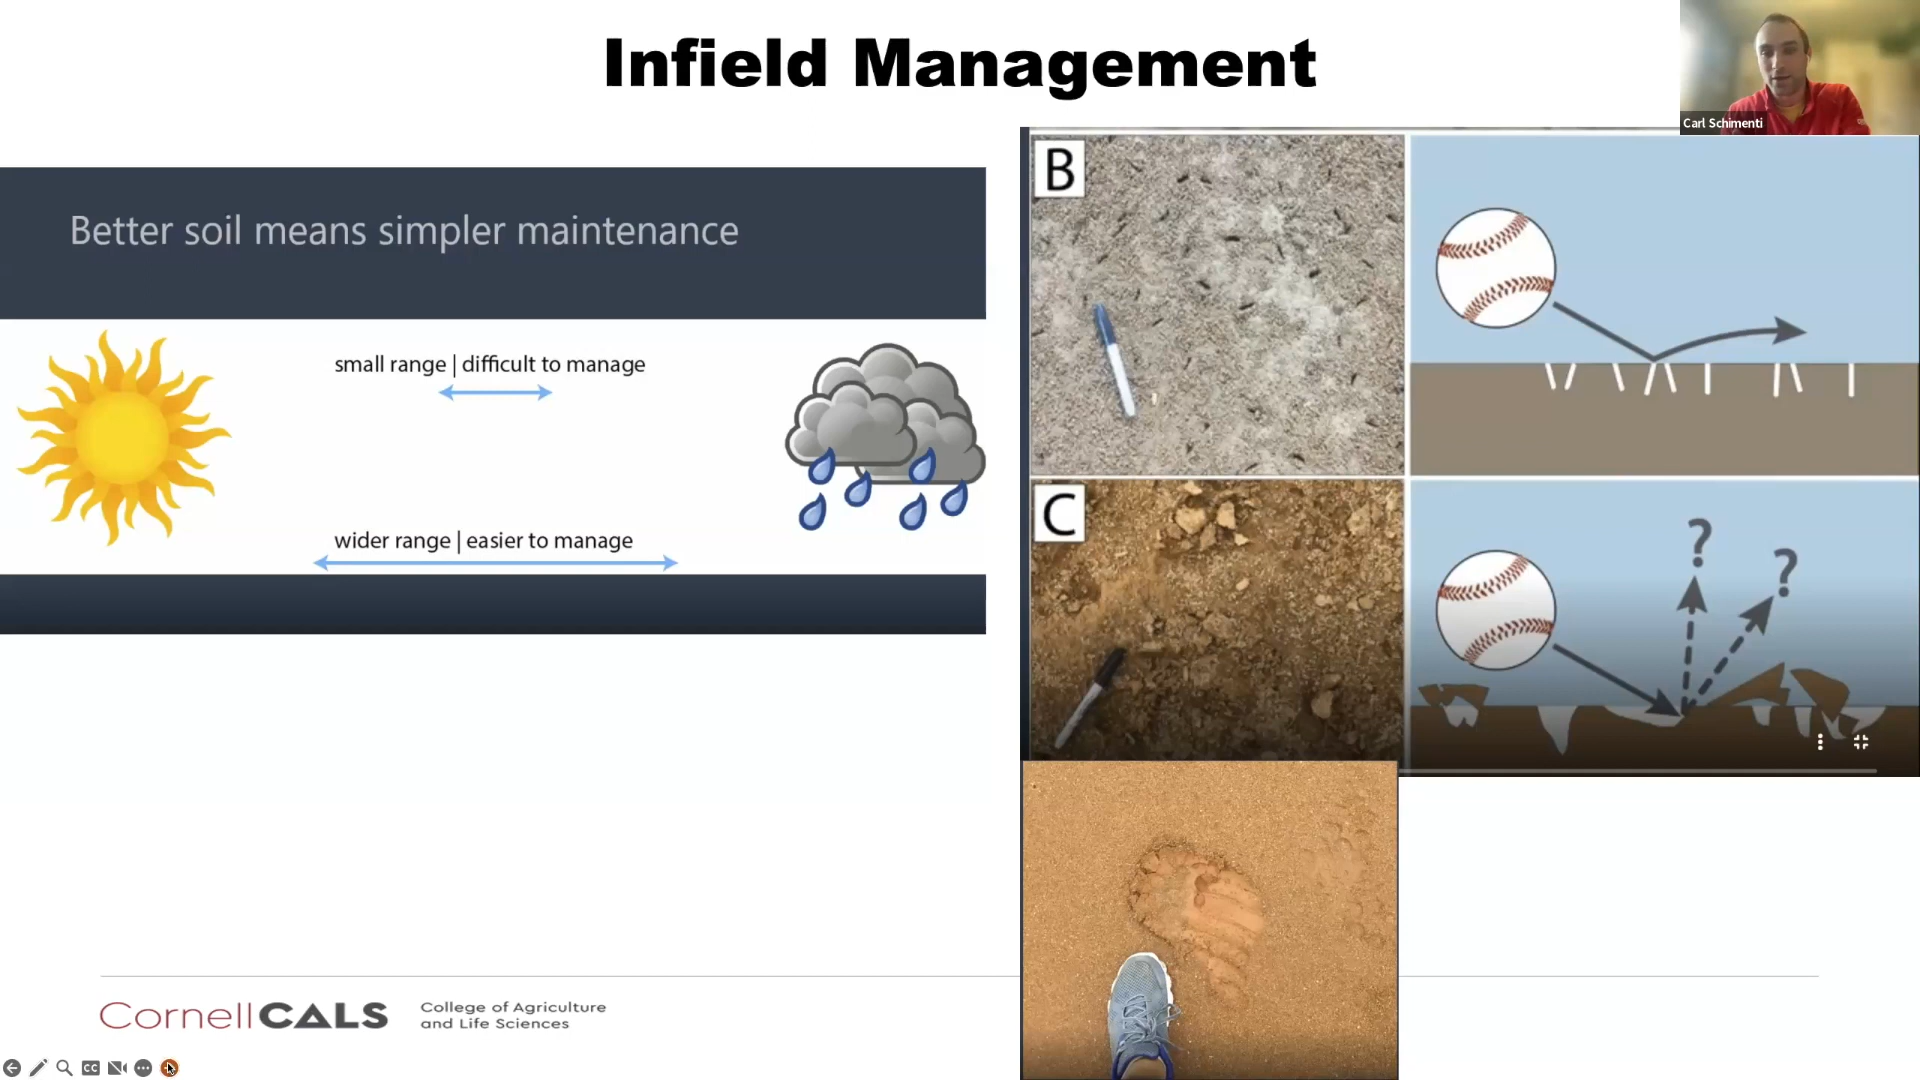 Infield Management
Carl Schimenti
Better soil means simpler maintenance
small range | difficult to manage
wider range | easier to manage
B
C
?
?
CornellCALS
College of Agriculture
and Life Sciences
CC